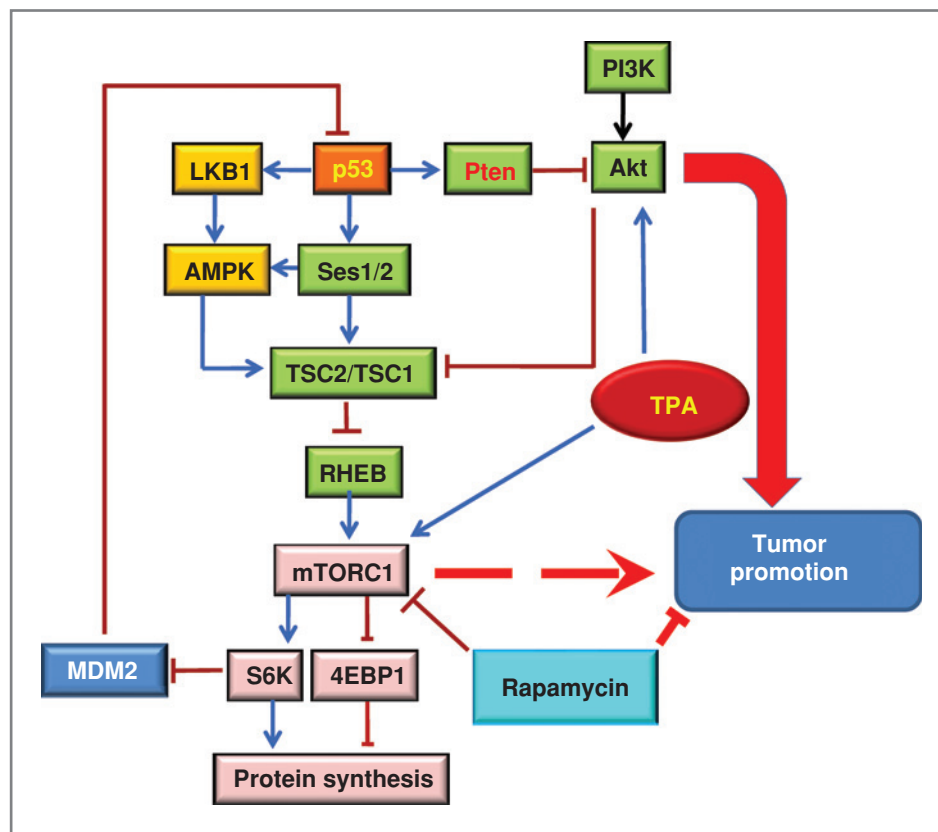 PI3K
LKB1
p53
Pten
Akt
AMPK
Ses1/2
TSC2/TSC1
TPA
RHEB
Tumor
promotion
mTORC1
MDM2
S6K
4EBP1
Rapamycin
Protein synthesis